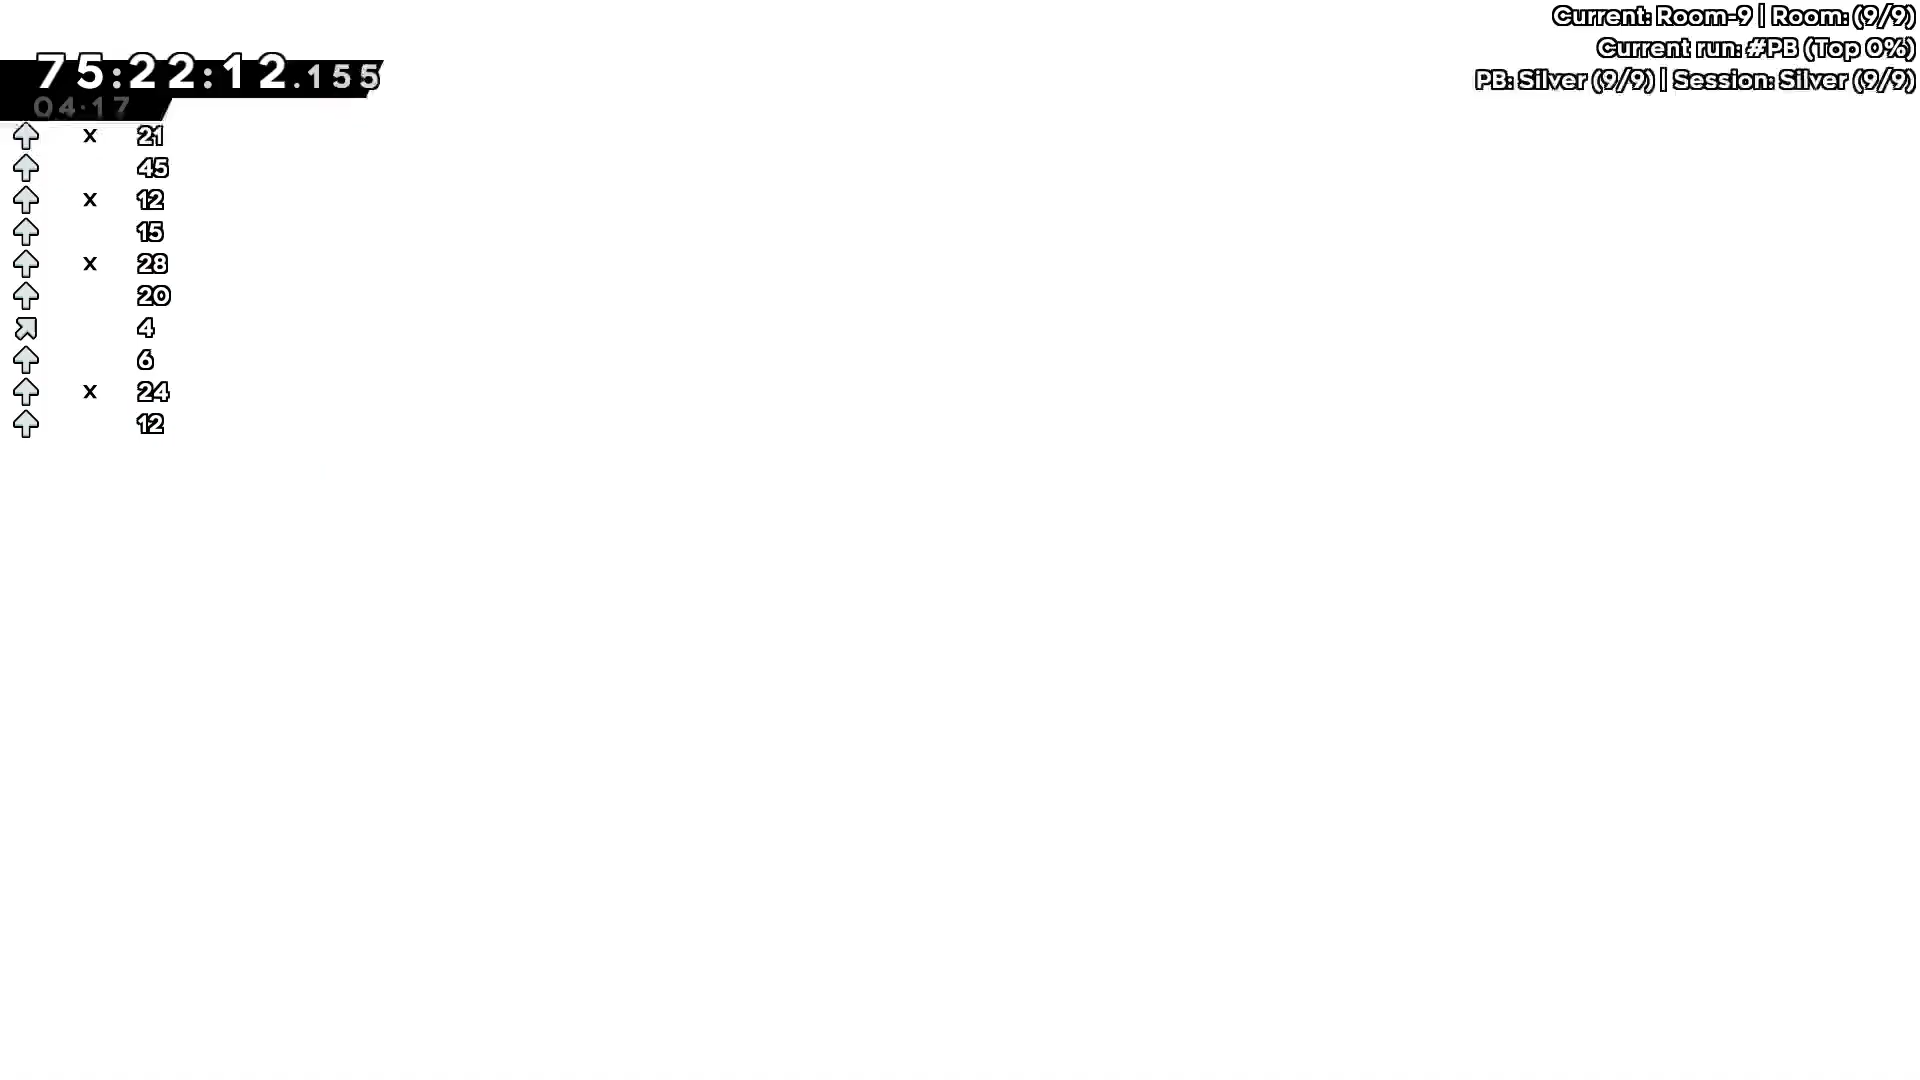 Current: Room-9 | Room: (9/9)
Current run: #PB (Top 0%)
PB: Silver (9/9) | Session: Silver (9/9)
75:22:12.155
04:17
x 21
45
x 12
15
x 28
20
4
6
x 24
12